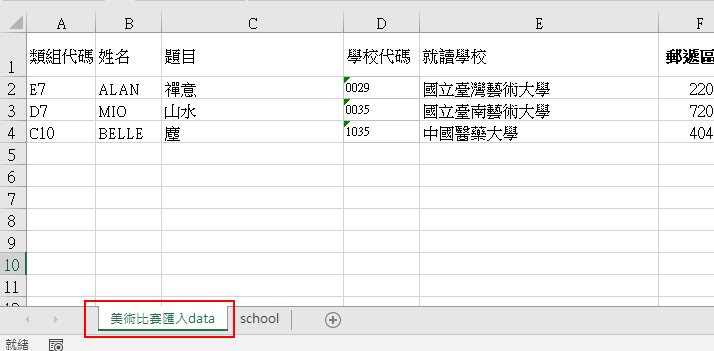 A B C D E F
1 類組代碼 姓名 題目 學校代碼 就讀學校 郵遞區
2 E7 ALAN 禪意 0029 國立臺灣藝術大學 220
3 D7 MIO 山水 0035 國立臺南藝術大學 720
4 C10 BELLE 塵 1035 中國醫藥大學 404
5
6
7
8
9
10
11
美術比賽匯入data school
就緒